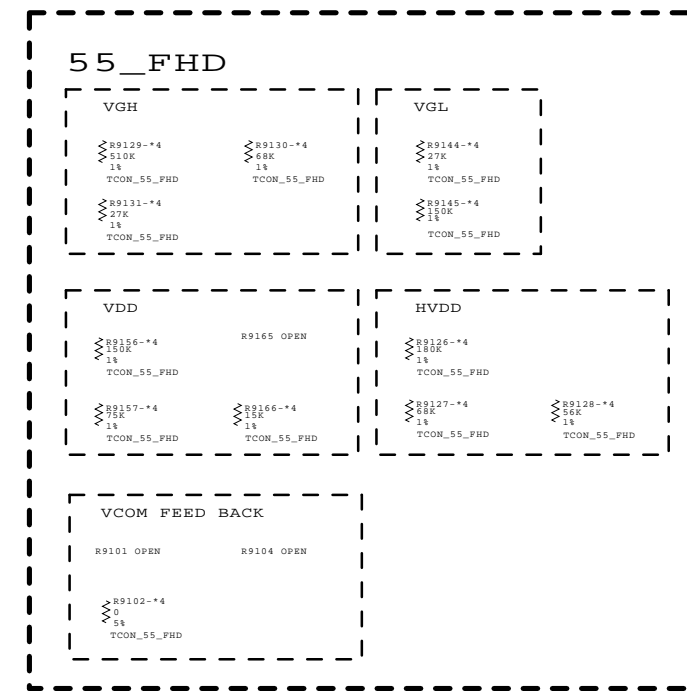 55_FHD
VGH
R9129-*4
510K
1%
TCON_55_FHD
R9130-*4
68K
1%
TCON_55_FHD
R9131-*4
27K
1%
TCON_55_FHD
VGL
R9144-*4
27K
1%
TCON_55_FHD
R9145-*4
150K
1%
TCON_55_FHD
VDD
R9156-*4
150K
1%
TCON_55_FHD
R9165 OPEN
R9157-*4
75K
1%
TCON_55_FHD
R9166-*4
15K
1%
TCON_55_FHD
HVDD
R9126-*4
180K
1%
TCON_55_FHD
R9127-*4
68K
1%
TCON_55_FHD
R9128-*4
56K
1%
TCON_55_FHD
VCOM FEED BACK
R9101 OPEN
R9104 OPEN
R9102-*4
0
5%
TCON_55_FHD